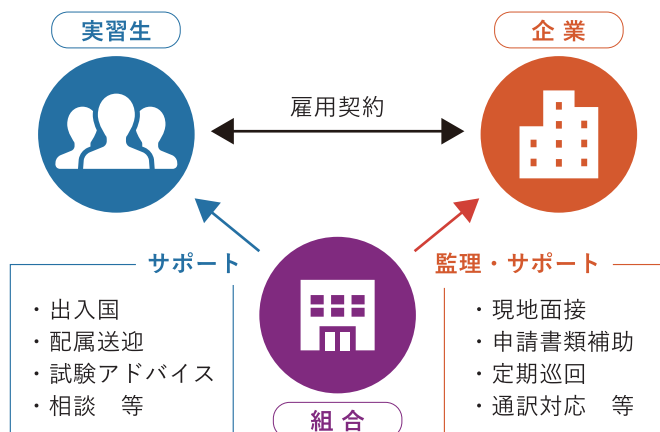 実習生
企業
雇用契約
サポート
・出入国
・配属送迎
・試験アドバイス
・相談　等
監理・サポート
・現地面接
・申請書類補助
・定期巡回
・通訳対応　等
組合